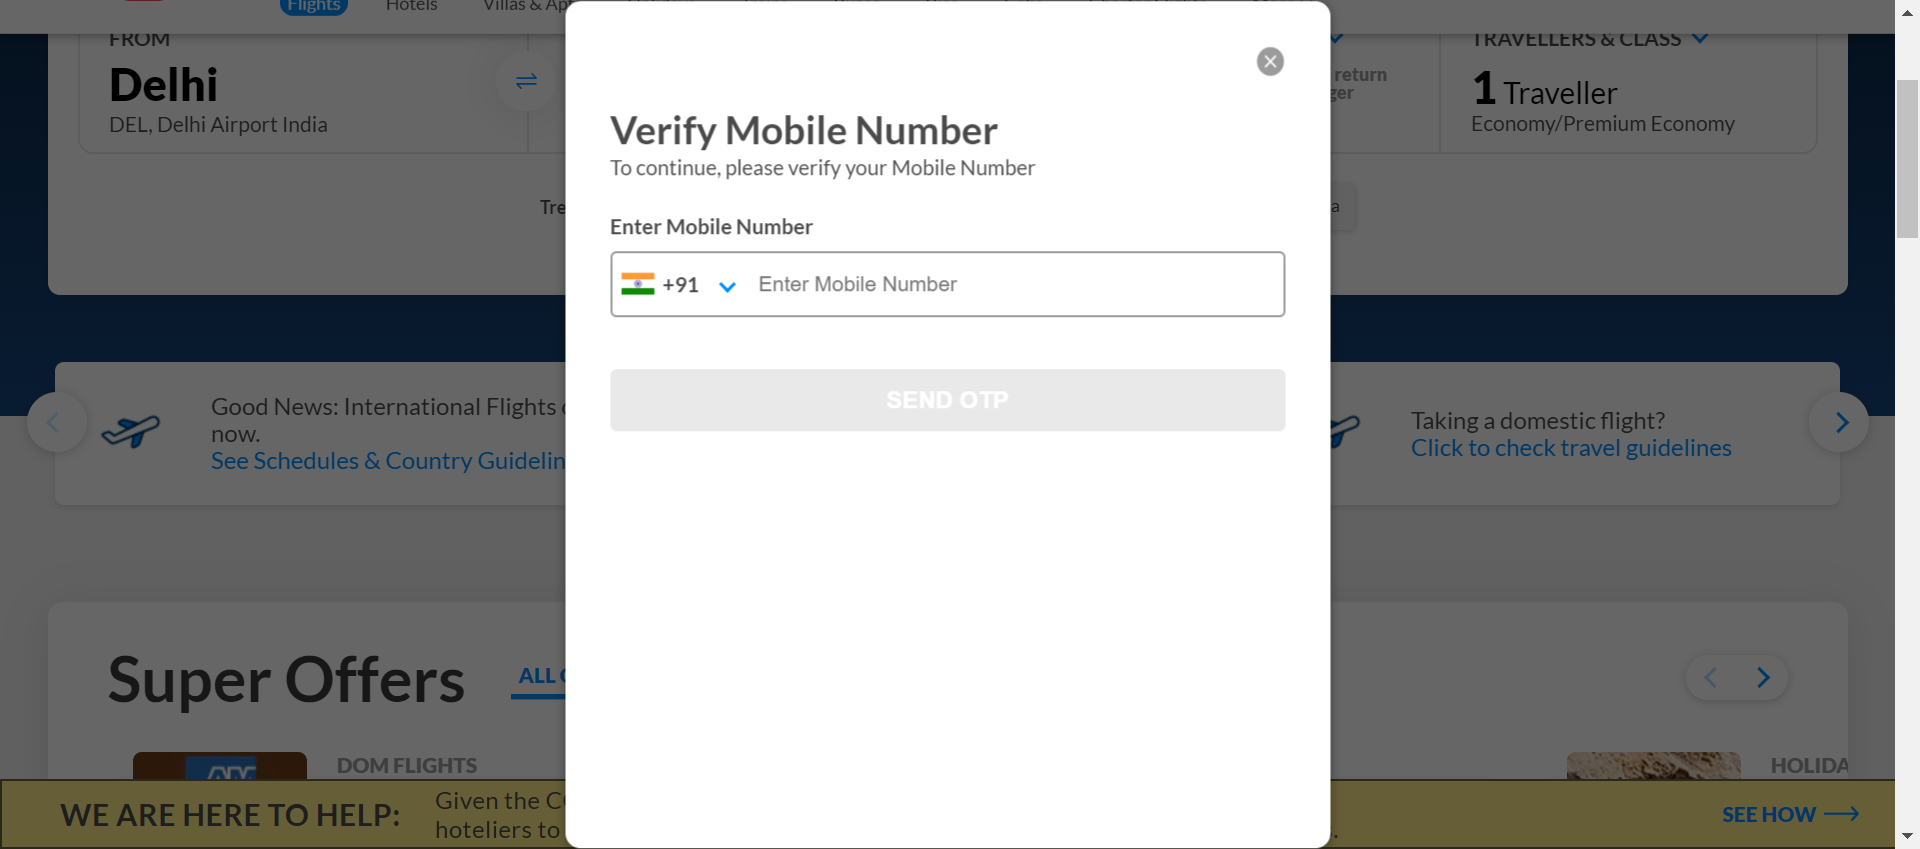 Flights
Hotels
Villas & Apt
FROM
Delhi
DEL, Delhi Airport India
return
TRAVELLERS & CLASS
1 Traveller
Economy/Premium Economy
Verify Mobile Number
To continue, please verify your Mobile Number
Enter Mobile Number
+91
Enter Mobile Number
SEND OTP
Tre
a
Good News: International Flights
now.
See Schedules & Country Guidelin
Taking a domestic flight?
Click to check travel guidelines
Super Offers
ALL
DOM FLIGHTS
HOLIDA
WE ARE HERE TO HELP:
Given the C
hoteliers to
SEE HOW